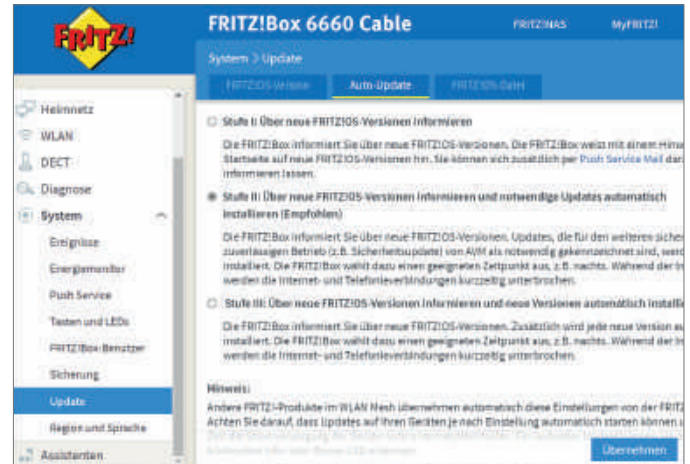 FRITZ!
FRITZ!Box 6660 Cable
FRITZ!NAS
MyFRITZ!
System > Update
FRITZ!OS-Version
Auto-Update
FRITZ!OS-Datei
Heimnetz
WLAN
DECT
Diagnose
System
Ereignisse
Energiemonitor
Push Service
Tasten und LEDs
FRITZ!Box-Benutzer
Sicherung
Update
Region und Sprache
Assistenten
Stufe I: Über neue FRITZ!OS-Versionen informieren
Die FRITZ!Box informiert Sie über neue FRITZ!OS-Versionen. Die FRITZ!Box weist mit einem Hinw
Startseite auf neue FRITZ!OS-Versionen hin. Sie können sich zusätzlich per Push Service Mail dar
informieren lassen.
Stufe II: Über neue FRITZ!OS-Versionen informieren und notwendige Updates automatisch
installieren (Empfohlen)
Die FRITZ!Box informiert Sie über neue FRITZ!OS-Versionen. Updates, die für den weiteren sicher
zuverlässigen Betrieb (z.B. Sicherheitsupdate) von AVM als notwendig gekennzeichnet sind, werd
installiert. Die FRITZ!Box wählt dazu einen geeigneten Zeitpunkt aus, z.B. nachts. Während der In
werden die Internet- und Telefonieverbindungen kurzzeitig unterbrochen.
Stufe III: Über neue FRITZ!OS-Versionen informieren und neue Versionen automatisch installie
Die FRITZ!Box informiert Sie über neue FRITZ!OS-Versionen. Zusätzlich wird jede neue Version au
installiert. Die FRITZ!Box wählt dazu einen geeigneten Zeitpunkt aus, z.B. nachts. Während der In
werden die Internet- und Telefonieverbindungen kurzzeitig unterbrochen.
Hinweis:
Andere FRITZ!-Produkte im WLAN Mesh übernehmen automatisch diese Einstellungen von der FRITZ
Achten Sie darauf, dass Updates auf Ihren Geräten je nach Einstellung automatisch starten können u
Übernehmen